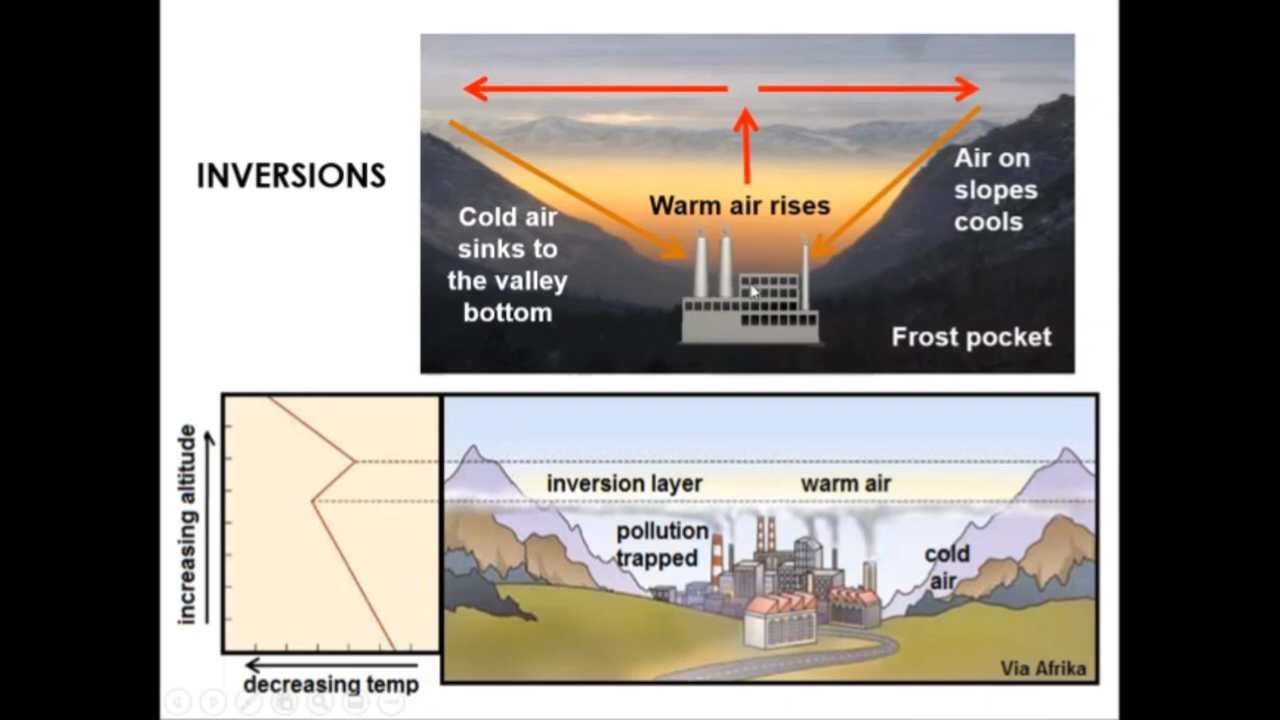 INVERSIONS
Warm air rises
Cold air
sinks to
the valley
bottom
Air on
slopes
cools
Frost pocket
increasing altitude
decreasing temp
inversion layer
warm air
pollution
trapped
cold
air
Via Afrika